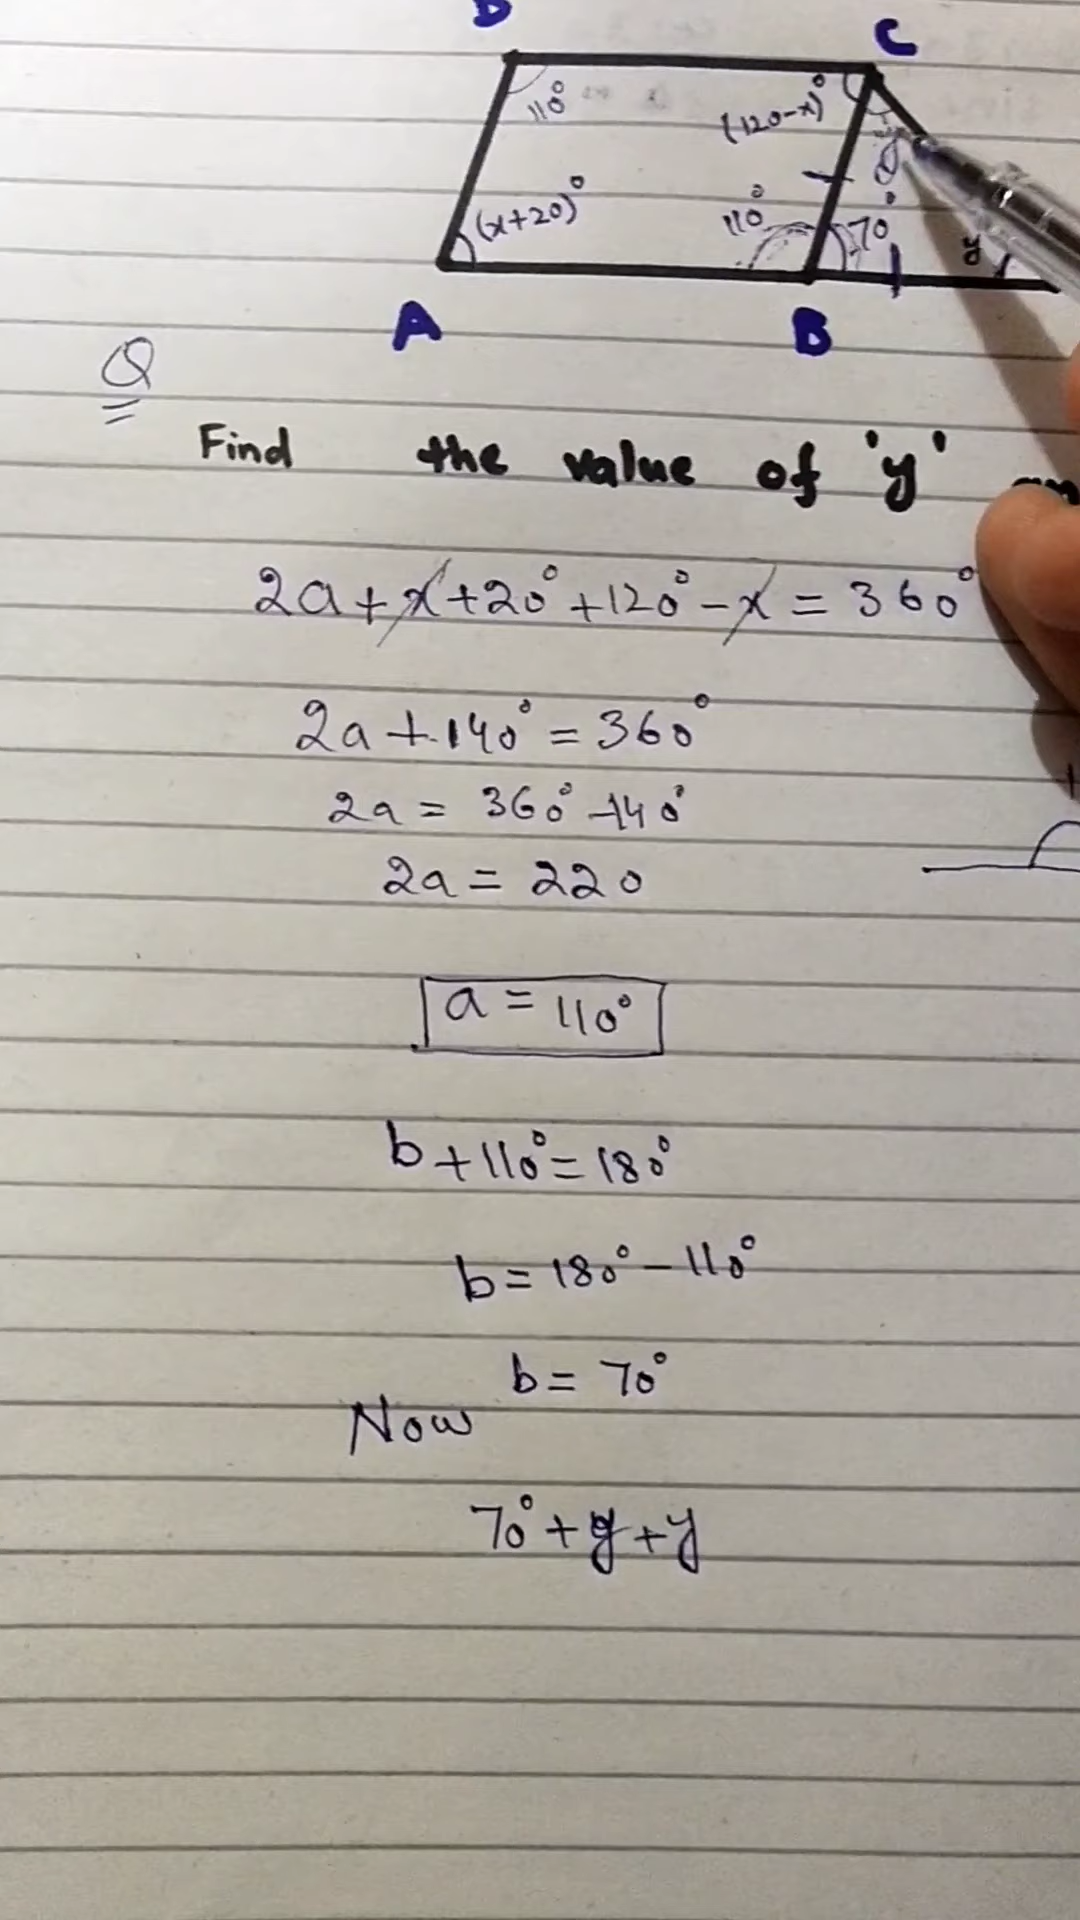 D
C
110°
(120-x)°
y
(x+20)°
110°
70°
y
A
B
Q
Find the value of 'y'
2a + x + 20° + 120° - x = 360°
2a + 140° = 360°
2a = 360° - 140°
2a = 220
a = 110°
b + 110° = 180°
b = 180° - 110°
b = 70°
Now
70° + y + y